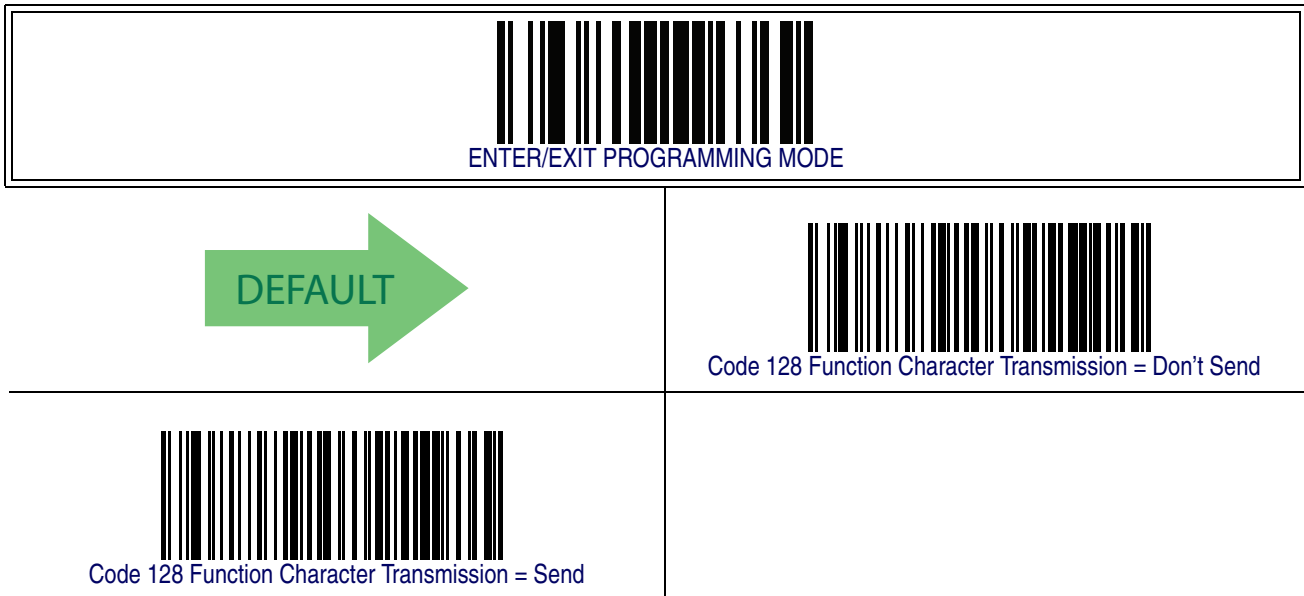 ENTER/EXIT PROGRAMMING MODE
DEFAULT
Code 128 Function Character Transmission = Don’t Send
Code 128 Function Character Transmission = Send